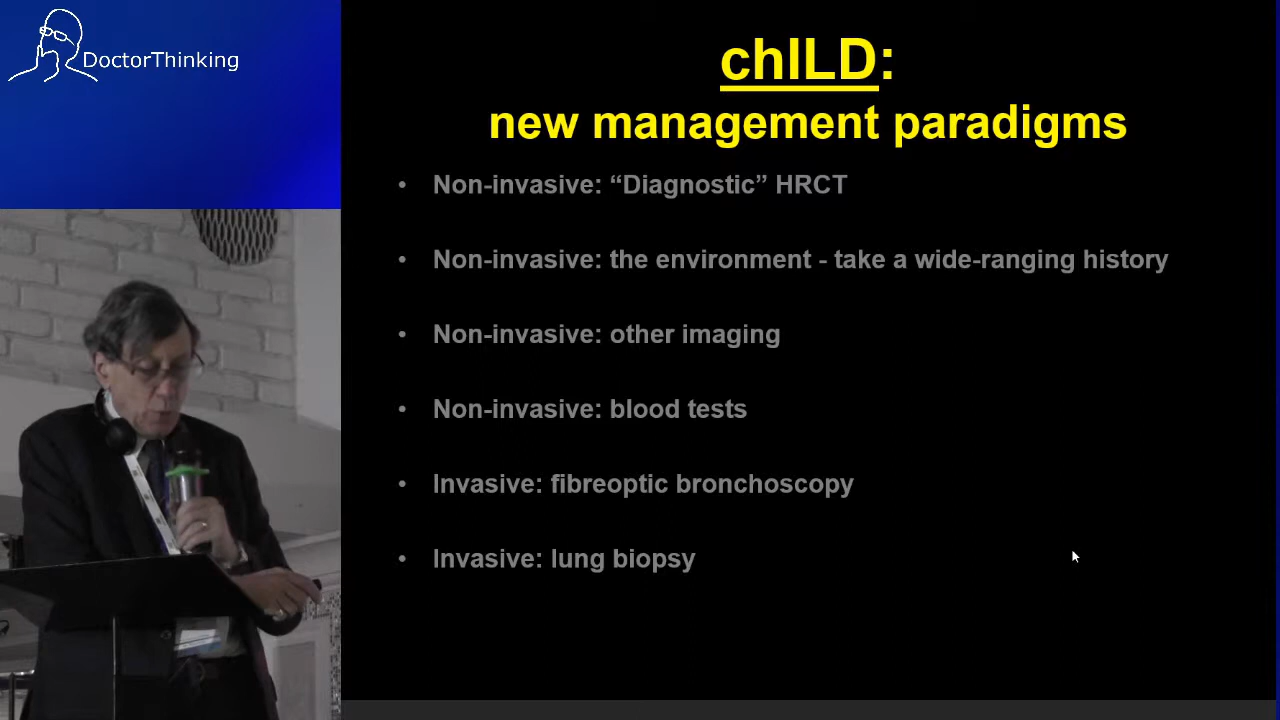 DoctorThinking
chILD:
new management paradigms
• Non-invasive: “Diagnostic” HRCT
• Non-invasive: the environment - take a wide-ranging history
• Non-invasive: other imaging
• Non-invasive: blood tests
• Invasive: fibreoptic bronchoscopy
• Invasive: lung biopsy